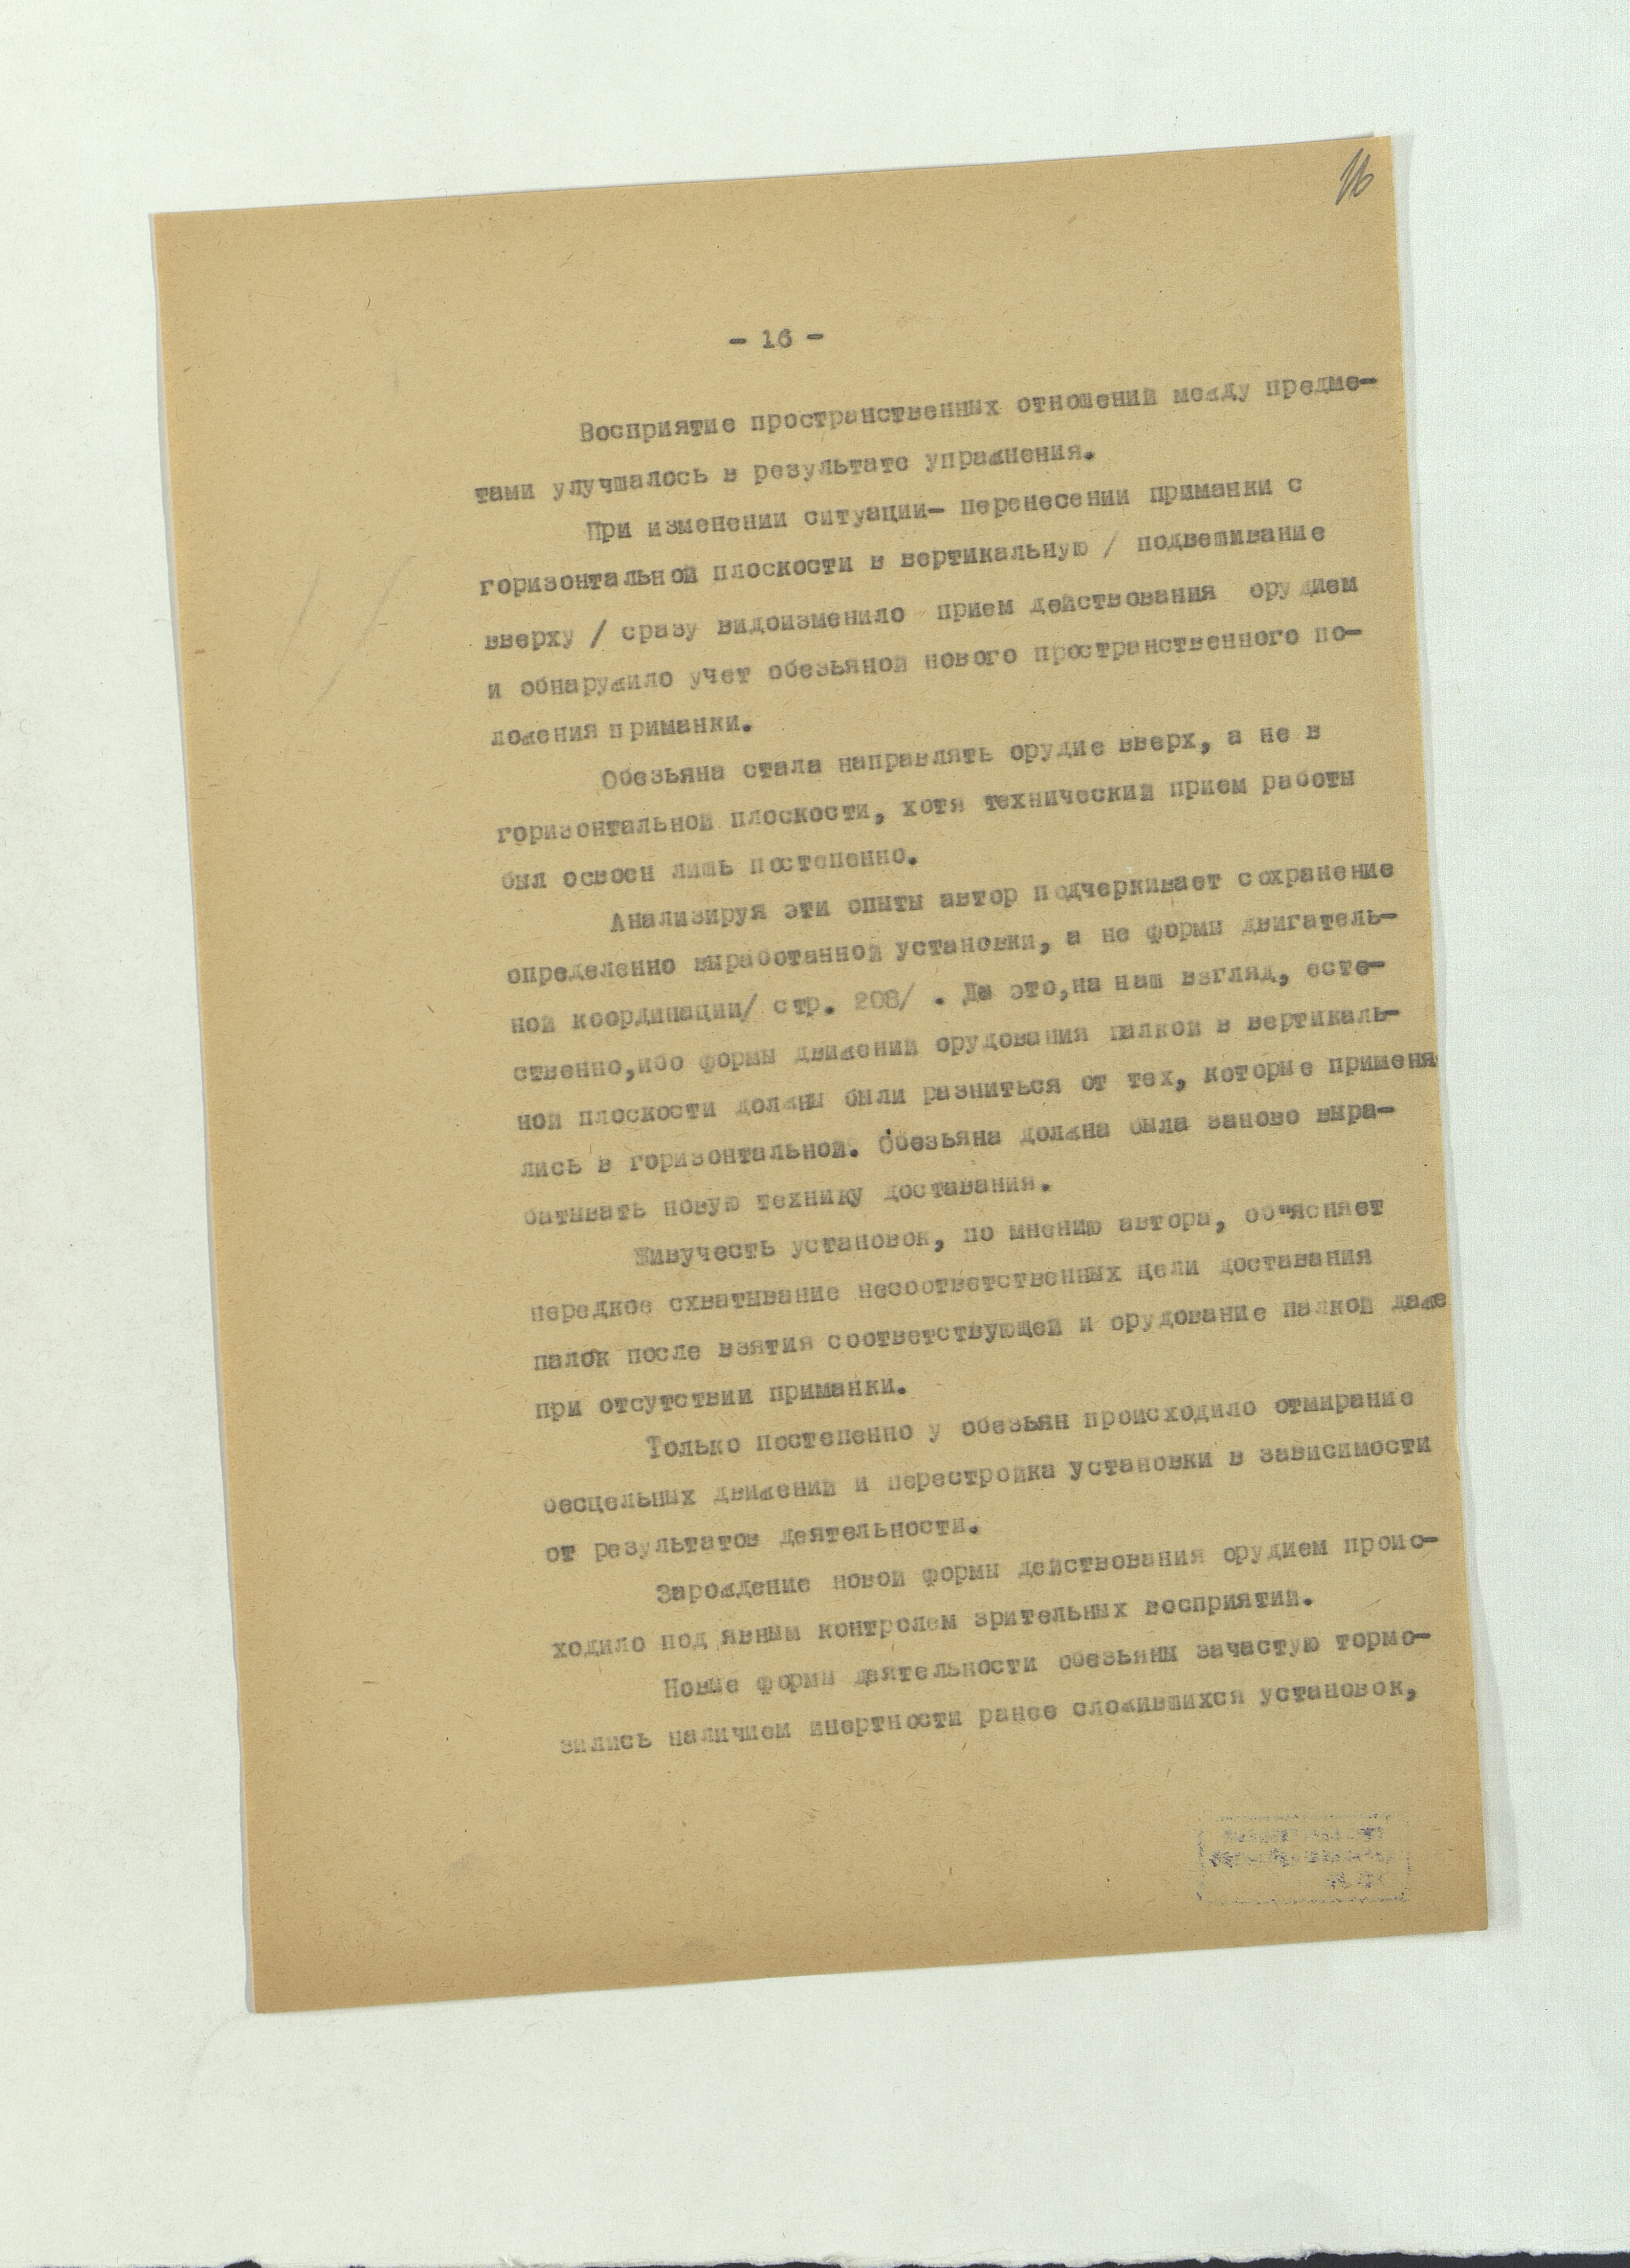 16
- 16 -
Восприятие пространственных отношений между предме-
тами улучшалось в результате упражнения.
При изменении ситуации- перенесении приманки с
горизонтальной плоскости в вертикальную / подвешивание
вверху / сразу видоизменило прием действования орудием
и обнаружило учет обезьяной нового пространственного по-
ложения приманки.
Обезьяна стала направлять орудие вверх, а не в
горизонтальной плоскости, хотя технический прием работы
был освоен лишь постепенно.
Анализируя эти опыты автор подчеркивает сохранение
определенно выработанной установки, а не формы двигатель-
ной координации/ стр. 208/ . Да это,на наш взгляд, есте-
ственно,ибо формы движений орудования палкой в вертикаль-
ной плоскости должны были разниться от тех, которые применя
лись в горизонтальной. Обезьяна должна была заново выра-
батывать новую технику доставания.
Живучесть установок, по мнению автора, об"ясняет
нередкое схватывание несоответственных цели доставания
палок после взятия соответствующей и орудование палкой даже
при отсутствии приманки.
Только постепенно у обезьян происходило отмирание
бесцельных движений и перестройка установки в зависимости
от результатов деятельности.
Зарождение новой формы действования орудием проис-
ходило под явным контролем зрительных восприятий.
Новые формы деятельности обезьяны зачастую тормо-
зились наличием инертности ранее сложившихся установок,